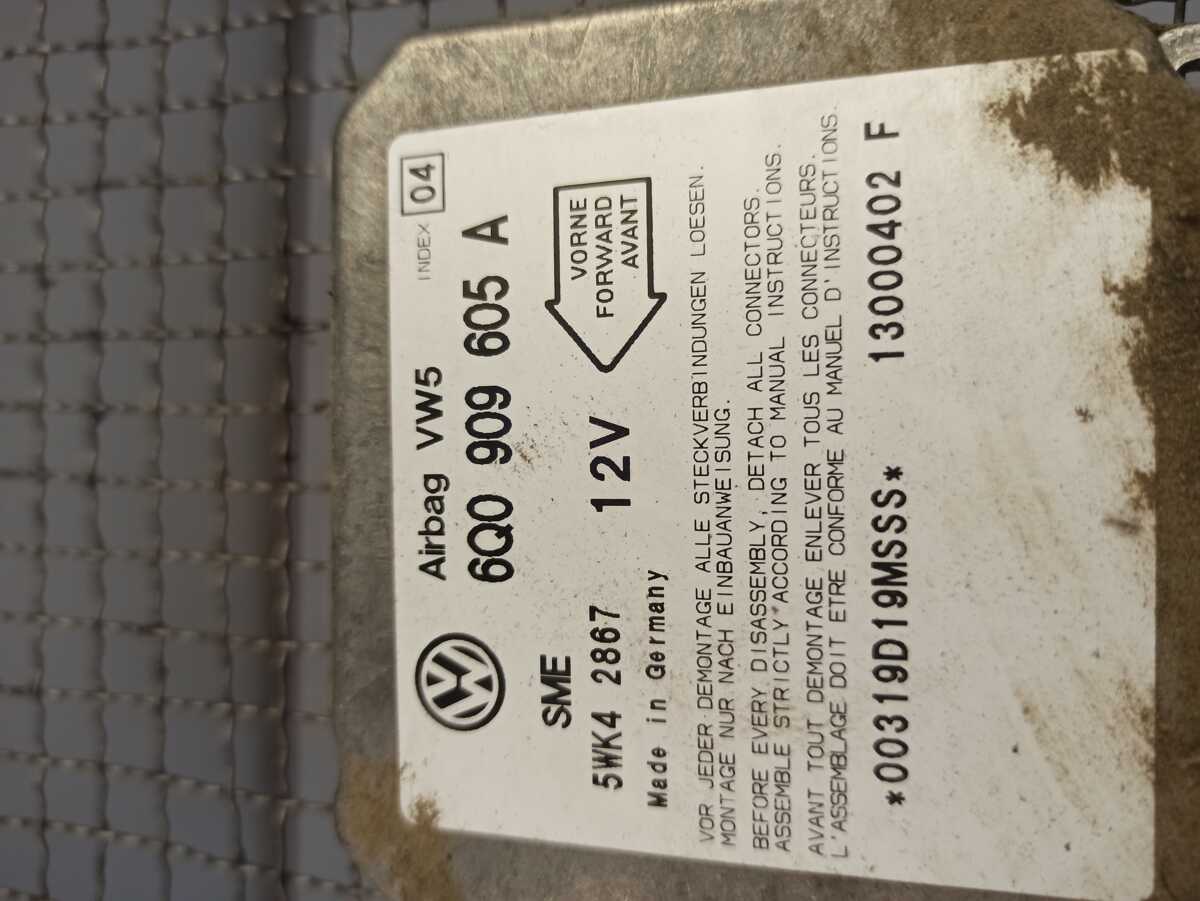 Airbag VW5 INDEX 04
6Q0 909 605 A
SME
5WK4 2867 12V
Made in Germany
VORNE
FORWARD
AVANT
VOR JEDER DEMONTAGE ALLE STECKVERBINDUNGEN LOESEN.
MONTAGE NUR NACH EINBAUANWEISUNG.
BEFORE EVERY DISASSEMBLY, DETACH ALL CONNECTORS.
ASSEMBLE STRICTLY ACCORDING TO MANUAL INSTRUCTIONS.
AVANT TOUT DEMONTAGE ENLEVER TOUS LES CONNECTEURS.
L'ASSEMBLAGE DOIT ETRE CONFORME AU MANUEL D'INSTRUCTIONS.
*00319D19MSSS* 13000402 F